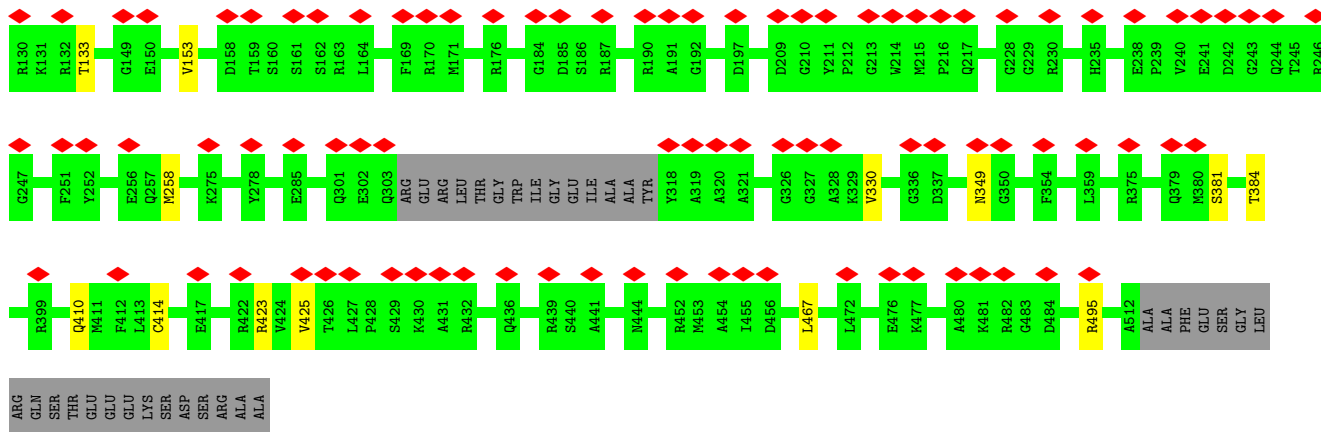 R130 K131 R132 T133 G149 E150 V153 D158 T159 S160 S161 S162 R163 L164 F169 R170 M171 R176 G184 D185 S186 R187 R190 A191 G192 D197 D209 G210 Y211 P212 G213 W214 M215 P216 Q217 G228 G229 R230 H235 E238 P239 V240 E241 D242 G243 Q244 T245 R246
G247 F251 Y252 E256 Q257 M258 K275 Y278 E285 Q301 E302 Q303 ARG GLU ARG LEU THR GLY TRP ILE GLY GLU ILE ALA ALA TYR Y318 A319 A320 A321 G326 G327 A328 K329 V330 G336 D337 N349 G350 F354 L359 R375 Q379 M380 S381 T384
R399 Q410 M411 F412 L413 C414 E417 R422 R423 V424 V425 T426 L427 P428 S429 K430 A431 R432 Q436 R439 S440 A441 N444 R452 M453 A454 I455 D456 L467 L472 E476 K477 A480 K481 R482 G483 D484 R495 A512 ALA ALA PHE GLU SER GLY LEU
ARG GLN SER THR GLU GLU GLU LYS SER ASP SER ARG ALA ALA